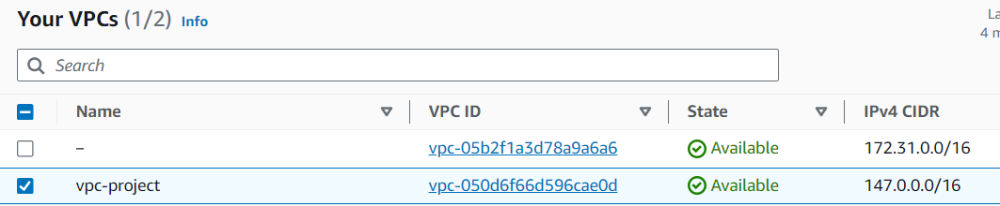 Your VPCs (1/2) Info
La
4 m
Search
Name VPC ID State IPv4 CIDR
– vpc-05b2f1a3d78a9a6a6 Available 172.31.0.0/16
vpc-project vpc-050d6f66d596cae0d Available 147.0.0.0/16